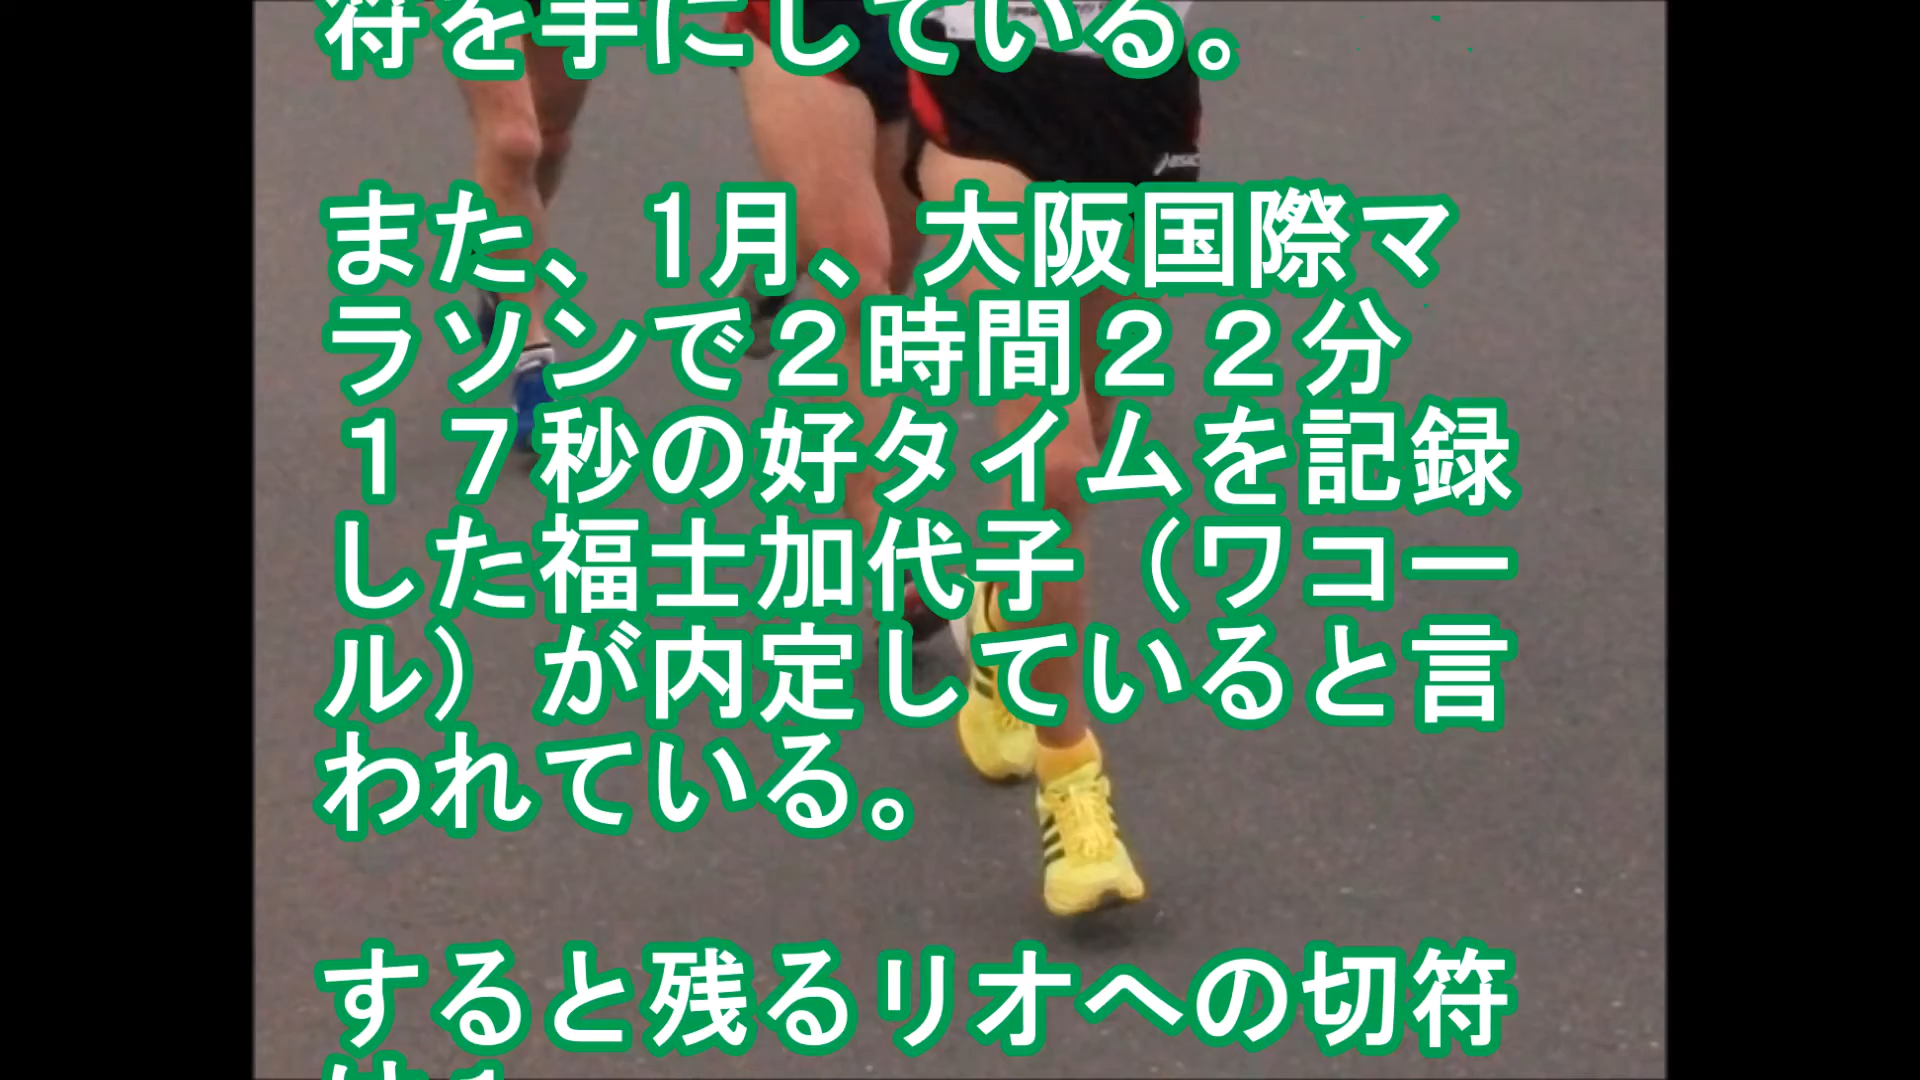 符を手にしている。
また、1月、大阪国際マ
ラソンで２時間２２分
１７秒の好タイムを記録
した福士加代子（ワコー
ル）が内定していると言
われている。
すると残るリオへの切符
は１
asics